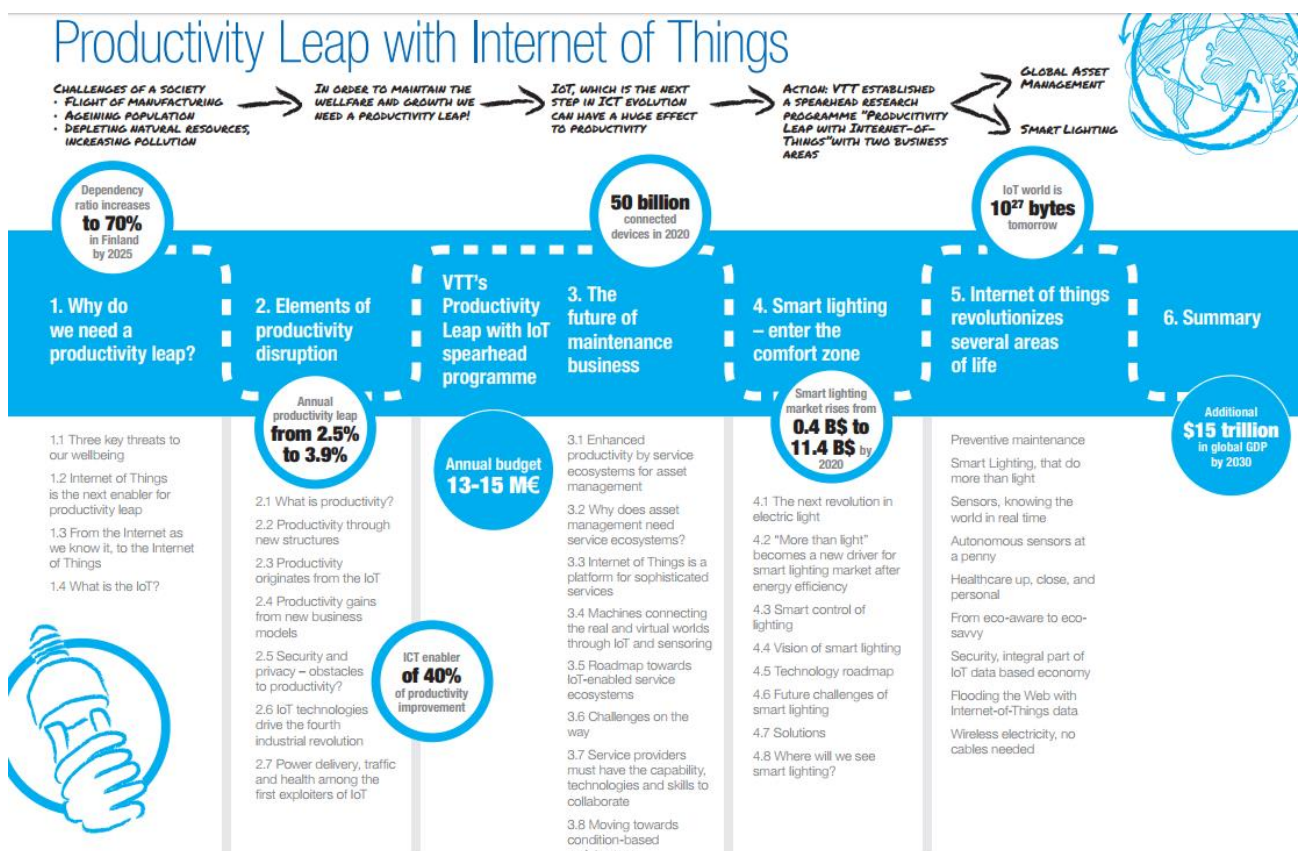 Productivity Leap with Internet of Things
CHALLENGES OF A SOCIETY
• FLIGHT OF MANUFACTURING
• AGEINING POPULATION
• DEPLETING NATURAL RESOURCES,
INCREASING POLLUTION
IN ORDER TO MAINTAIN THE
WELLFARE AND GROWTH WE
NEED A PRODUCTIVITY LEAP!
IOT, WHICH IS THE NEXT
STEP IN ICT EVOLUTION
CAN HAVE A HUGE EFFECT
TO PRODUCTIVITY
ACTION: VTT ESTABLISHED
A SPEARHEAD RESEARCH
PROGRAMME "PRODUCITIVITY
LEAP WITH INTERNET-OF-
THINGS"WITH TWO BUSINESS
AREAS
GLOBAL ASSET
MANAGEMENT
SMART LIGHTING
Dependency
ratio increases
to 70%
in Finland
by 2025
50 billion
connected
devices in 2020
IoT world is
10²⁷ bytes
tomorrow
1. Why do
we need a
productivity leap?
2. Elements of
productivity
disruption
VTT's
Productivity
Leap with IoT
spearhead
programme
3. The
future of
maintenance
business
4. Smart lighting
– enter the
comfort zone
5. Internet of things
revolutionizes
several areas
of life
6. Summary
Annual
productivity leap
from 2.5%
to 3.9%
Annual budget
13-15 M€
Smart lighting
market rises from
0.4 B$ to
11.4 B$ by
2020
Additional
$15 trillion
in global GDP
by 2030
1.1 Three key threats to
our wellbeing
1.2 Internet of Things
is the next enabler for
productivity leap
1.3 From the Internet as
we know it, to the Internet
of Things
1.4 What is the IoT?
2.1 What is productivity?
2.2 Productivity through
new structures
2.3 Productivity
originates from the IoT
2.4 Productivity gains
from new business
models
2.5 Security and
privacy – obstacles
to productivity?
2.6 IoT technologies
drive the fourth
industrial revolution
2.7 Power delivery, traffic
and health among the
first exploiters of IoT
ICT enabler
of 40%
of productivity
improvement
3.1 Enhanced
productivity by service
ecosystems for asset
management
3.2 Why does asset
management need
service ecosystems?
3.3 Internet of Things is a
platform for sophisticated
services
3.4 Machines connecting
the real and virtual worlds
through IoT and sensoring
3.5 Roadmap towards
IoT-enabled service
ecosystems
3.6 Challenges on the
way
3.7 Service providers
must have the capability,
technologies and skills to
collaborate
3.8 Moving towards
condition-based
4.1 The next revolution in
electric light
4.2 "More than light"
becomes a new driver for
smart lighting market after
energy efficiency
4.3 Smart control of
lighting
4.4 Vision of smart lighting
4.5 Technology roadmap
4.6 Future challenges of
smart lighting
4.7 Solutions
4.8 Where will we see
smart lighting?
Preventive maintenance
Smart Lighting, that do
more than light
Sensors, knowing the
world in real time
Autonomous sensors at
a penny
Healthcare up, close, and
personal
From eco-aware to eco-
savvy
Security, integral part of
IoT data based economy
Flooding the Web with
Internet-of-Things data
Wireless electricity, no
cables needed